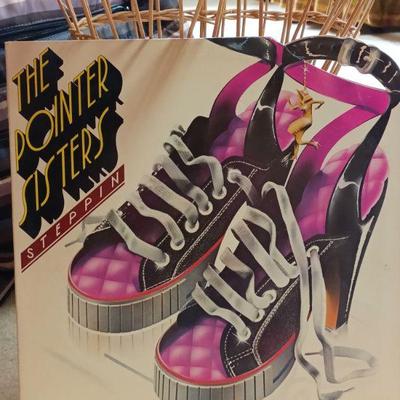 THE
POINTER
SISTERS
STEPPIN